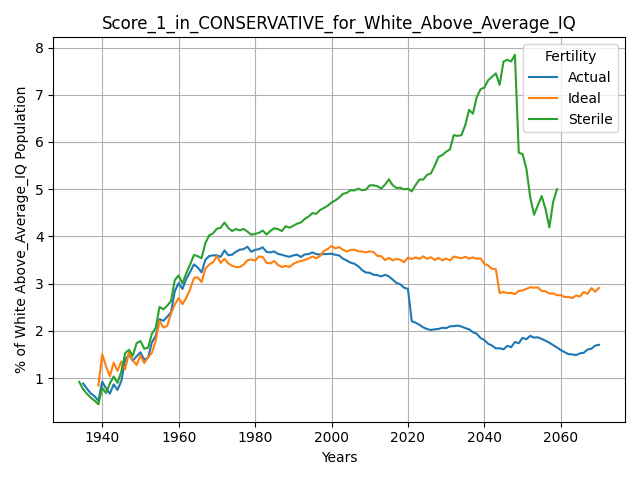 Score_1_in_CONSERVATIVE_for_White_Above_Average_IQ
% of White Above_Average_IQ Population
8
7
6
5
4
3
2
1
Fertility
Actual
Ideal
Sterile
1940
1960
1980
2000
2020
2040
2060
Years